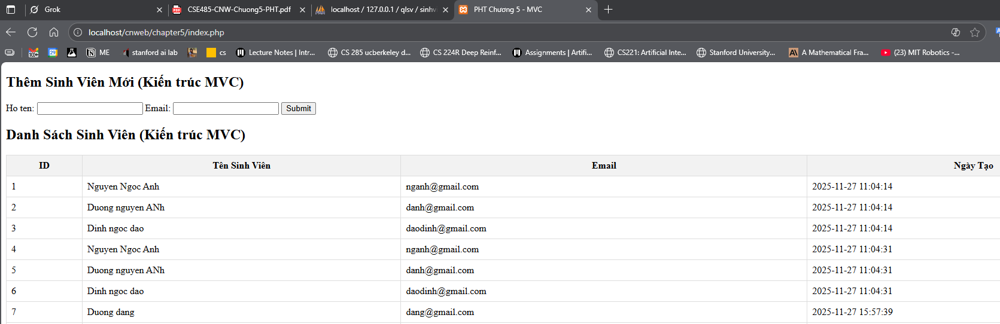 Grok
CSE485-CNW-Chuong5-PHT.pdf
localhost / 127.0.0.1 / qlsv / sinhv
PHT Chương 5 - MVC
localhost/cnweb/chapter5/index.php
100+
29
ME
stanford ai lab
cs
Lecture Notes | Intr...
CS 285 ucberkeley d...
CS 224R Deep Reinf...
Assignments | Artifi...
CS221: Artificial Inte...
Stanford University...
A Mathematical Fra...
(23) MIT Robotics -...
Thêm Sinh Viên Mới (Kiến trúc MVC)
Ho ten: Email: Submit
Danh Sách Sinh Viên (Kiến trúc MVC)
ID Tên Sinh Viên Email Ngày Tạo
1 Nguyen Ngoc Anh nganh@gmail.com 2025-11-27 11:04:14
2 Duong nguyen ANh danh@gmail.com 2025-11-27 11:04:14
3 Dinh ngoc dao daodinh@gmail.com 2025-11-27 11:04:14
4 Nguyen Ngoc Anh nganh@gmail.com 2025-11-27 11:04:31
5 Duong nguyen ANh danh@gmail.com 2025-11-27 11:04:31
6 Dinh ngoc dao daodinh@gmail.com 2025-11-27 11:04:31
7 Duong dang dang@gmail.com 2025-11-27 15:57:39